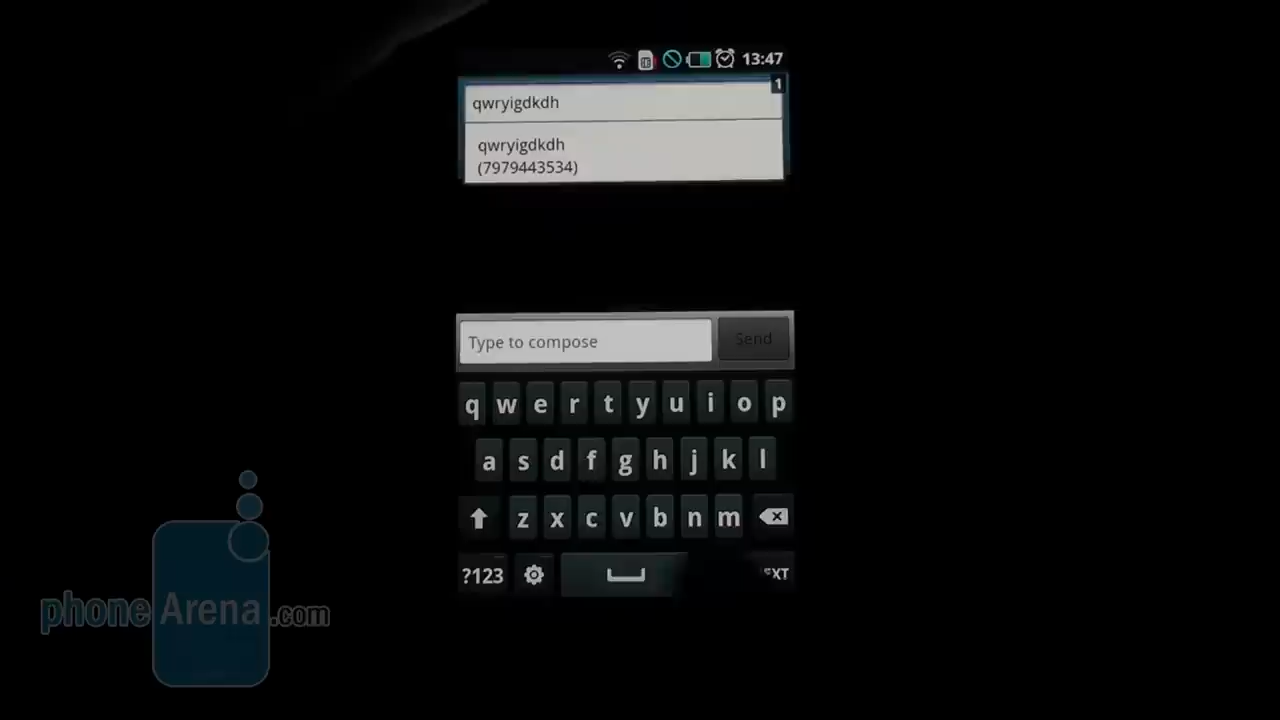 13:47
1
qwryigdkdh
qwryigdkdh
(7979443534)
Type to compose
Send
q w e r t y u i o p
a s d f g h j k l
z x c v b n m
?123
phoneArena.com